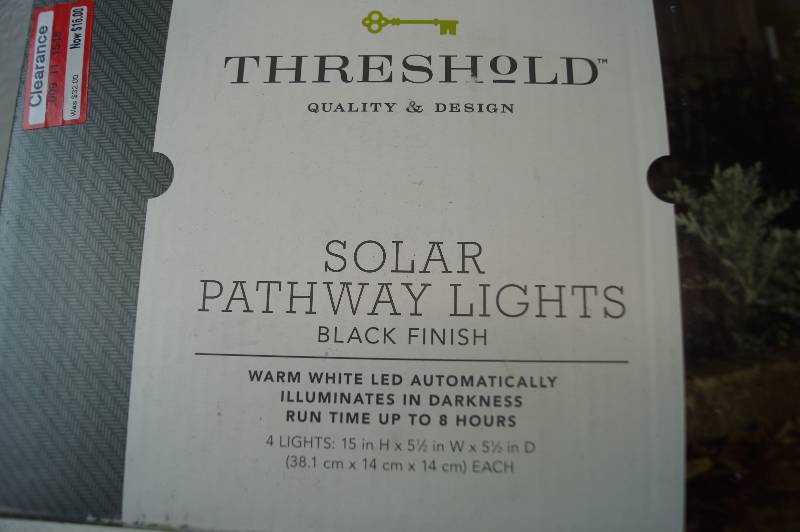 Clearance
Was $32.00
Now $16.00
THRESHOLD™
QUALITY & DESIGN
SOLAR
PATHWAY LIGHTS
BLACK FINISH
WARM WHITE LED AUTOMATICALLY
ILLUMINATES IN DARKNESS
RUN TIME UP TO 8 HOURS
4 LIGHTS: 15 in H x 5½ in W x 5½ in D
(38.1 cm x 14 cm x 14 cm) EACH